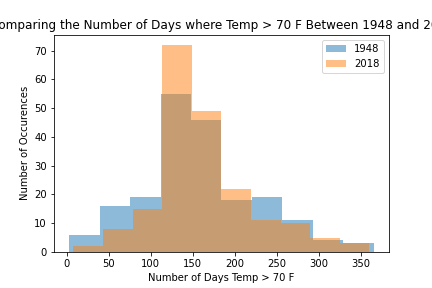 omparing the Number of Days where Temp > 70 F Between 1948 and 20
1948
2018
70
60
50
40
30
20
10
0
Number of Occurences
0 50 100 150 200 250 300 350
Number of Days Temp > 70 F